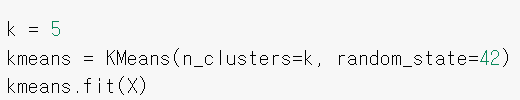 k = 5
kmeans = KMeans(n_clusters=k, random_state=42)
kmeans.fit(X)